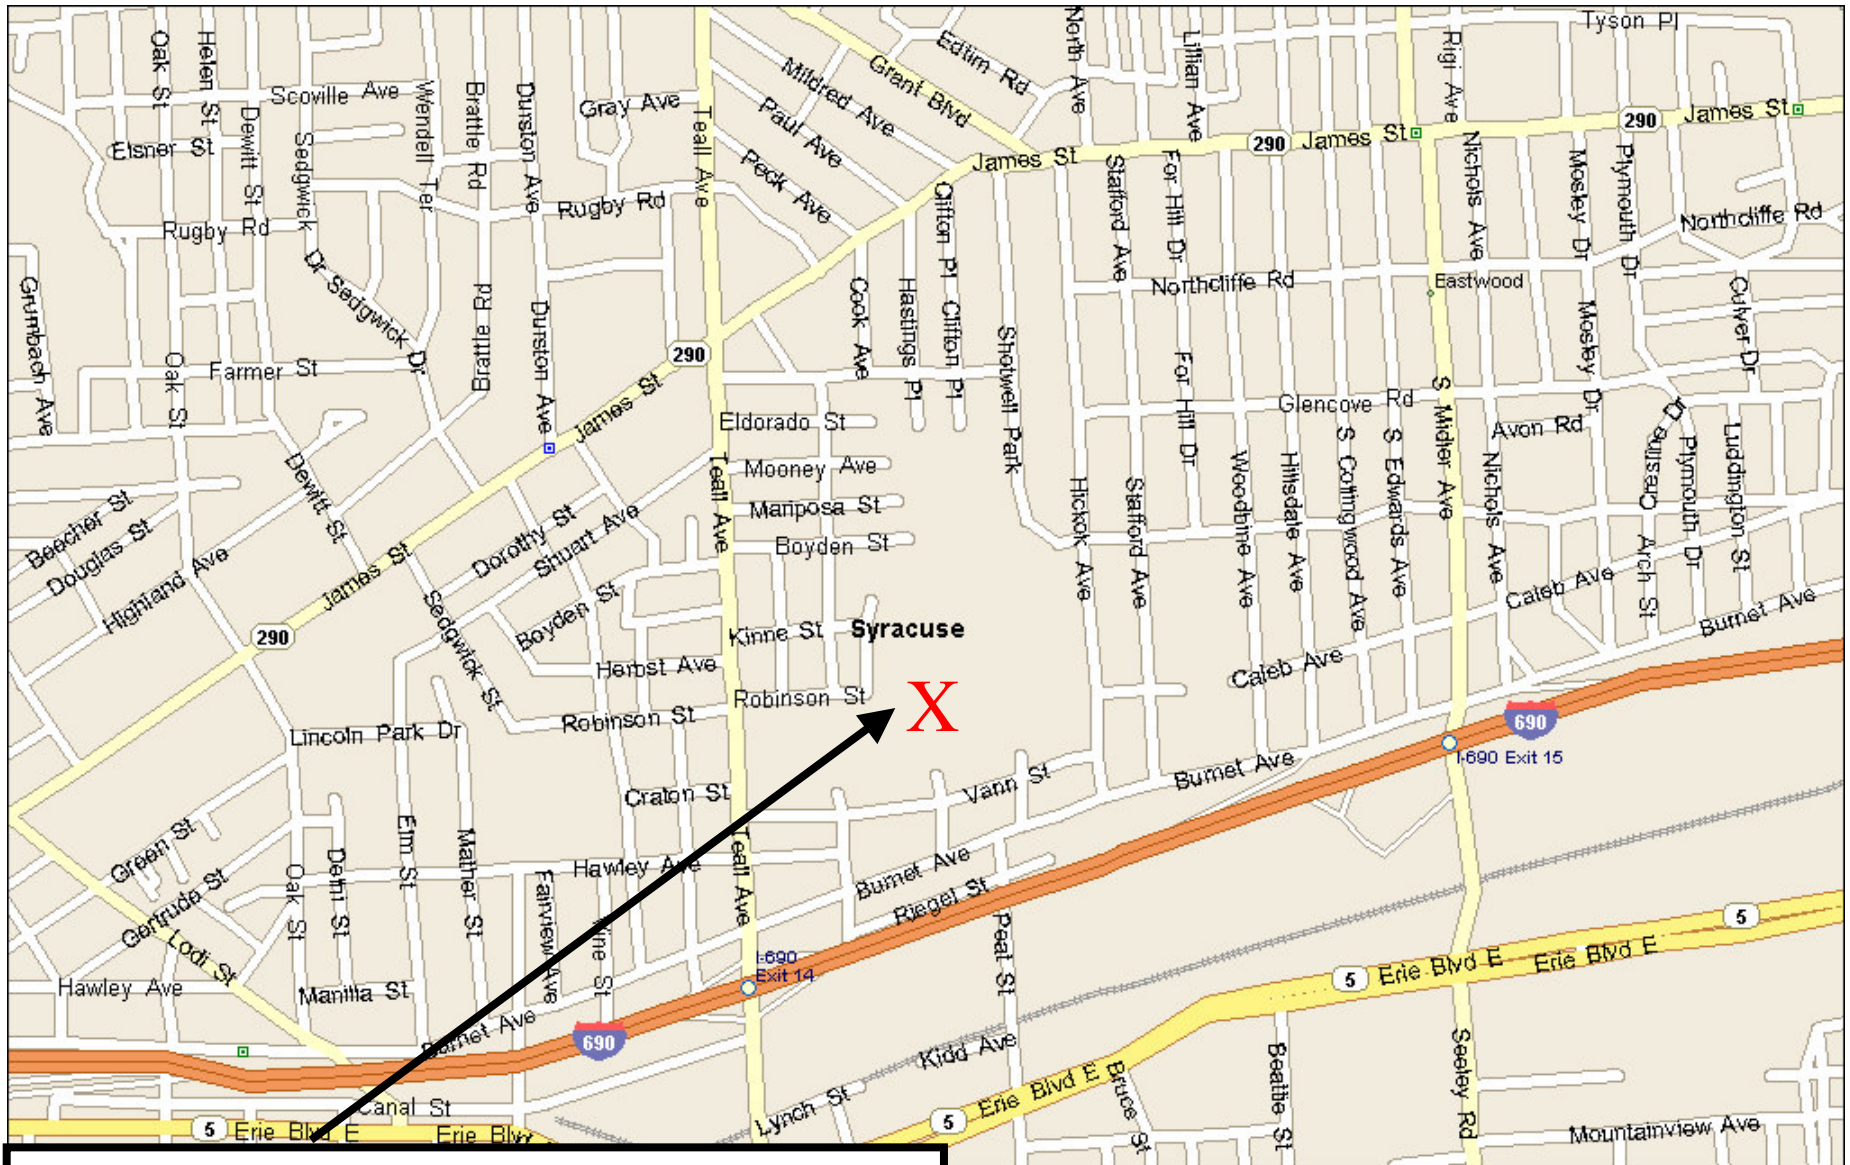 Tyson Pl
Oak St
Helen St
Edlim Rd
North Ave
Lillian Ave
Rigi Ave
Scoville Ave
Wendell Ter
Brattle Rd
Durston Ave
Gray Ave
Mildred Ave
Grant Blvd
Teall Ave
Paul Ave
290
James St
290
James St
James St
Elsner St
Dewitt St
Sedgwick Dr
Peck Ave
Clifton Pl
Stafford Ave
For Hill Dr
Nichols Ave
Mosley Dr
Plymouth Dr
Rugby Rd
Rugby Rd
Northcliffe Rd
Northcliffe Rd
Eastwood
Grumbach Ave
Sedgwick Dr
Brattle Rd
Durston Ave
Cook Ave
Hastings Pl
Clifton Pl
Shotwell Park
For Hill Dr
Mosley Dr
Culver Dr
Oak St
Farmer St
290
James St
S Midler Ave
Glencove Rd
Avon Rd
Crestline Dr
Eldorado St
Mooney Ave
Mariposa St
Boyden St
Teall Ave
Dewitt St
Hickok Ave
Stafford Ave
Woodbine Ave
Hillsdale Ave
S Collingwood Ave
S Edwards Ave
Nichols Ave
Arch St
Plymouth Dr
Luddington St
Beecher St
Douglas St
Highland Ave
James St
Dorothy St
Shuart Ave
Boyden St
Sedgwick St
290
Kinne St
Syracuse
Caleb Ave
Burnet Ave
Herbst Ave
Caleb Ave
Robinson St
Robinson St
X
Lincoln Park Dr
690
I-690 Exit 15
Craton St
Vann St
Burnet Ave
Green St
Elm St
Mather St
Teall Ave
Oak St
Delhi St
Hawley Ave
Fairview Ave
Burnet Ave
Riegel St
Gertrude St
Lodi St
Peat St
5
Erie Blvd E
Erie Blvd E
I-690
Exit 14
Hawley Ave
Manilla St
Burnet Ave
690
Kidd Ave
Seeley Rd
Canal St
Lynch St
Erie Blvd E
Bruce St
Beattie St
5
Erie Blvd E
Erie Blvd
5
Mountainview Ave